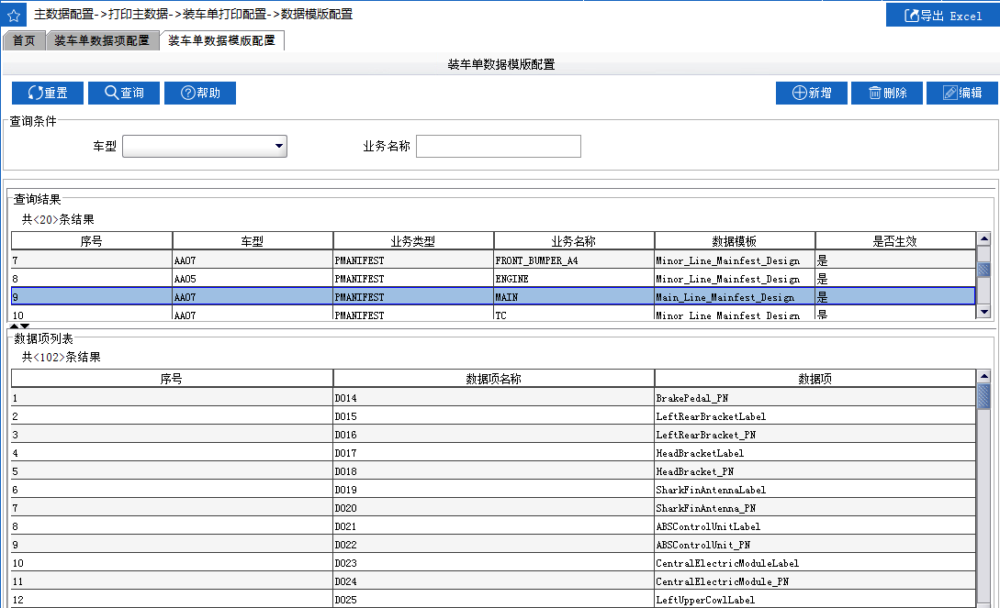 主数据配置->打印主数据->装车单打印配置->数据模版配置
导出 Excel
首页 装车单数据项配置 装车单数据模版配置
装车单数据模版配置
重置 查询 帮助 新增 删除 编辑
查询条件
车型 业务名称
查询结果
共<20>条结果
序号 车型 业务类型 业务名称 数据模板 是否生效
7 AA07 PMANIFEST FRONT_BUMPER_A4 Minor_Line_Mainfest_Design 是
8 AA05 PMANIFEST ENGINE Minor_Line_Mainfest_Design 是
9 AA07 PMANIFEST MAIN Main_Line_Mainfest_Design 是
10 AA07 PMANIFEST TC Minor_Line_Mainfest_Design 是
数据项列表
共<102>条结果
序号 数据项名称 数据项
1 D014 BrakePedal_PN
2 D015 LeftRearBracketLabel
3 D016 LeftRearBracket_PN
4 D017 HeadBracketLabel
5 D018 HeadBracket_PN
6 D019 SharkFinAntennaLabel
7 D020 SharkFinAntenna_PN
8 D021 ABSControlUnitLabel
9 D022 ABSControlUnit_PN
10 D023 CentralElectricModuleLabel
11 D024 CentralElectricModule_PN
12 D025 LeftUpperCowlLabel